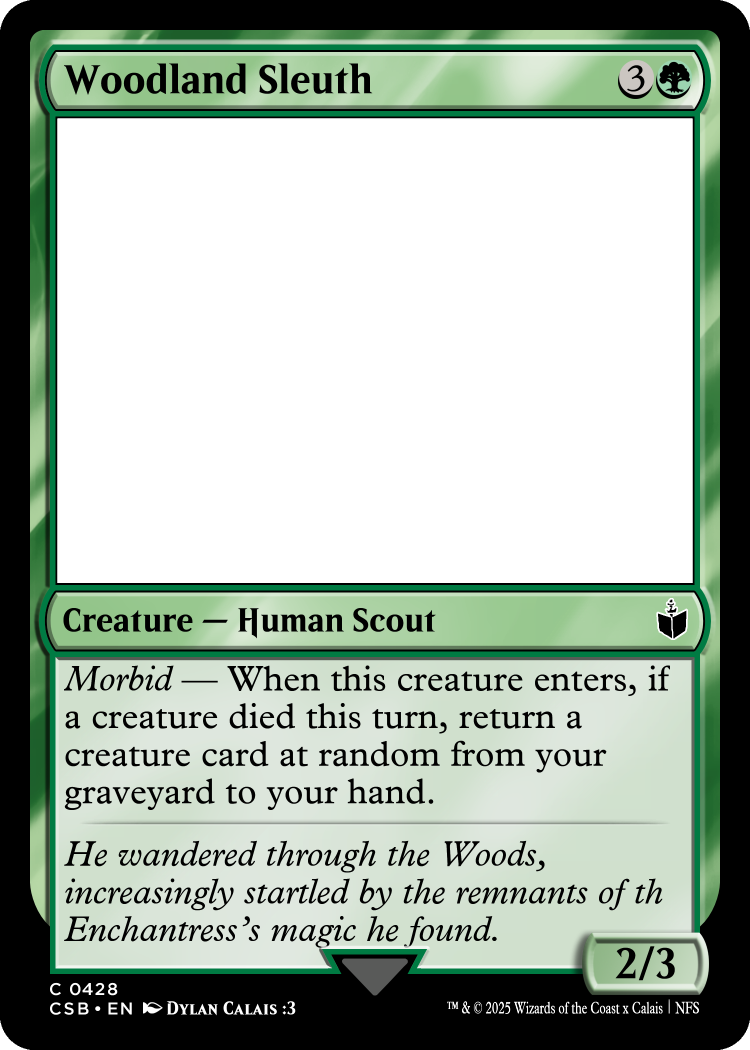 Woodland Sleuth 3
Creature — Human Scout
Morbid — When this creature enters, if
a creature died this turn, return a
creature card at random from your
graveyard to your hand.
He wandered through the Woods,
increasingly startled by the remnants of th
Enchantress's magic he found.
2/3
C 0428
CSB • EN Dylan Calais :3
™ & © 2025 Wizards of the Coast x Calais | NFS